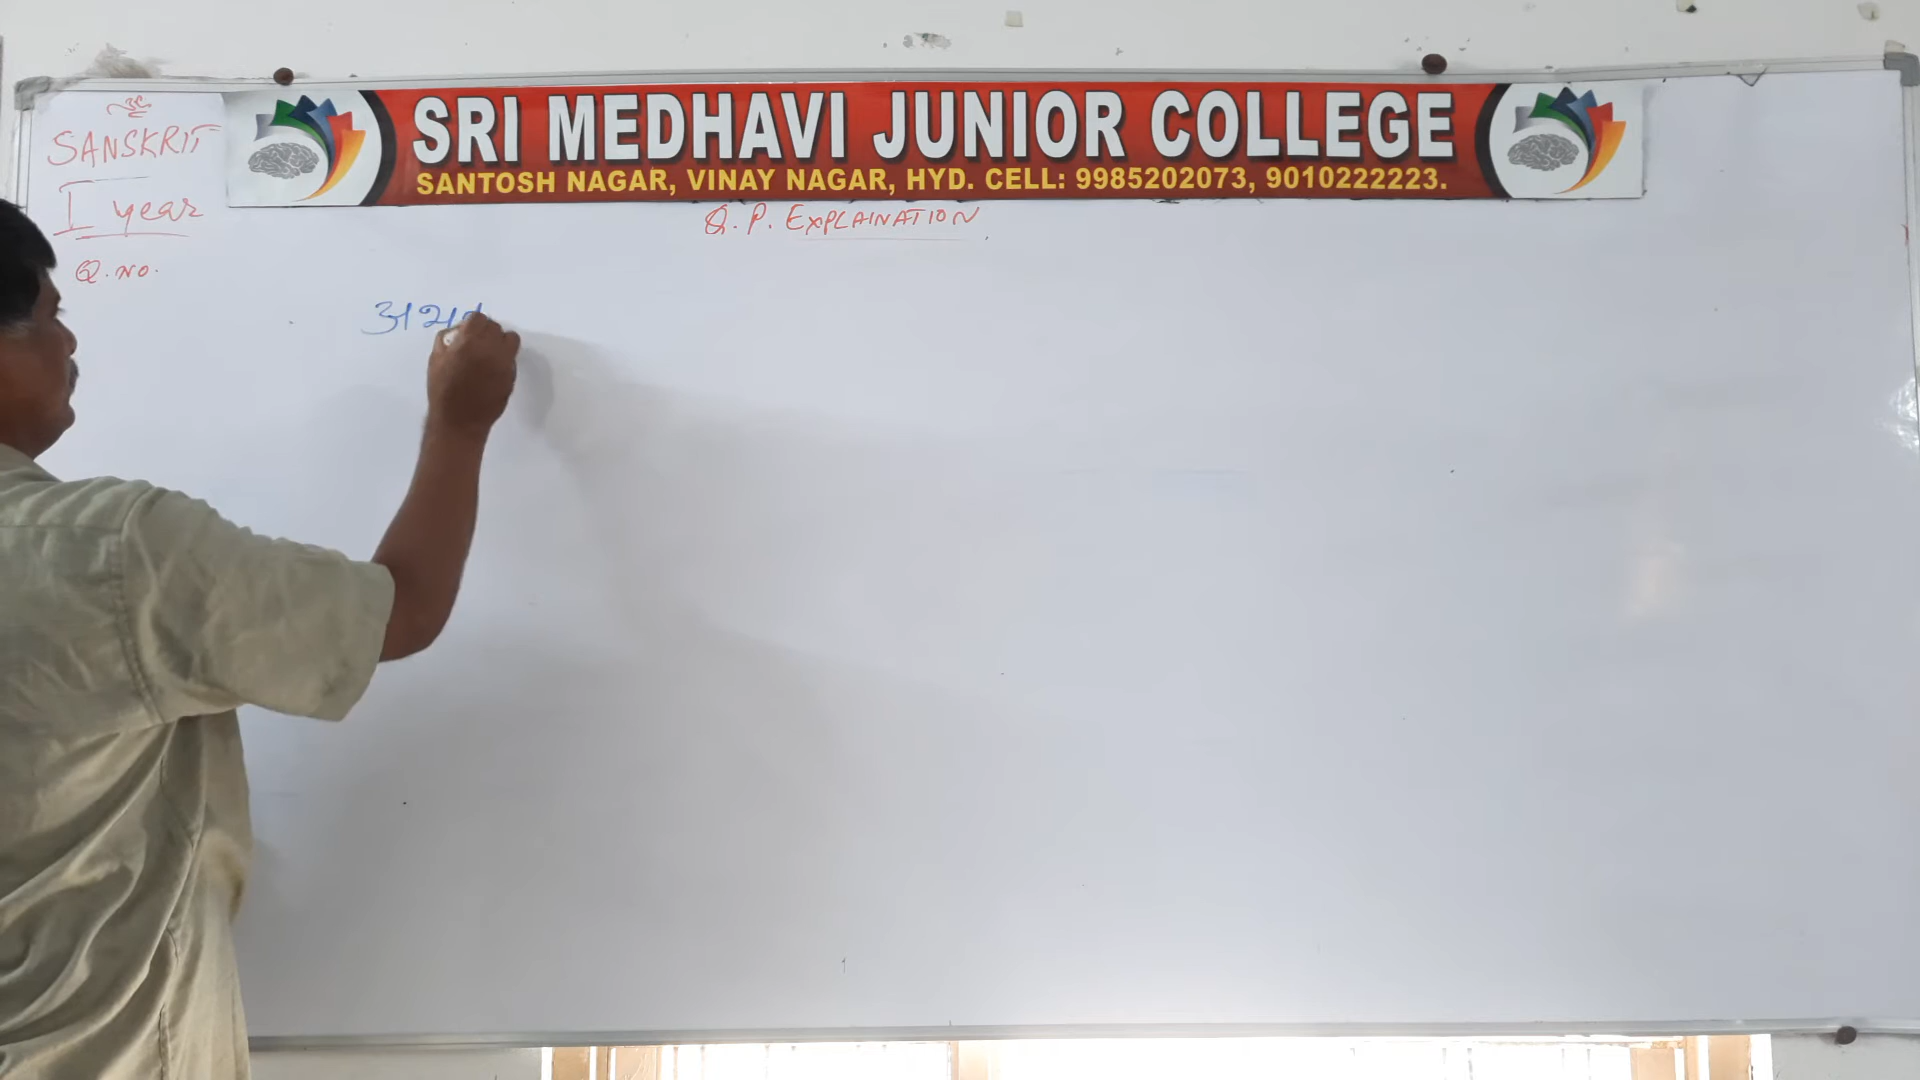 SRI MEDHAVI JUNIOR COLLEGE
SANTOSH NAGAR, VINAY NAGAR, HYD. CELL: 9985202073, 9010222223.
SANSKRIT
I year
Q. No.
Q. P. EXPLAINATION